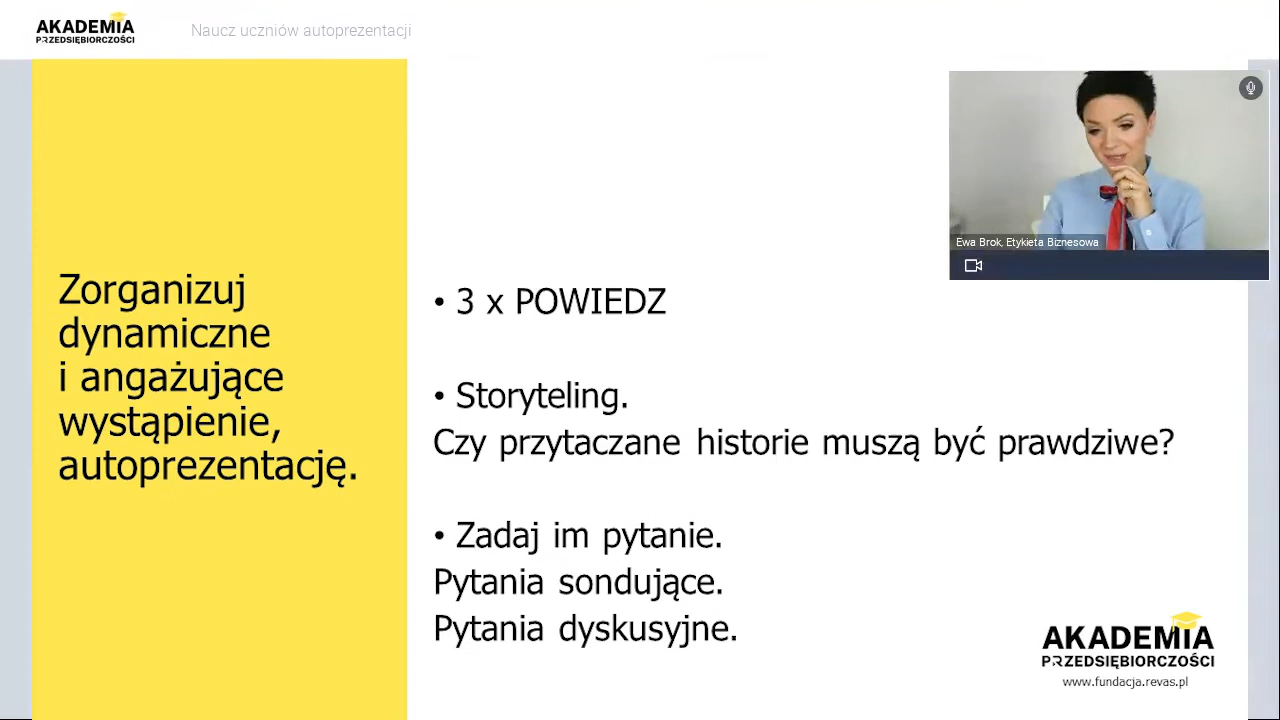 AKADEMIA
PRZEDSIĘBIORCZOŚCI
Naucz uczniów autoprezentacji
Ewa Brok, Etykieta Biznesowa
Zorganizuj
dynamiczne
i angażujące
wystąpienie,
autoprezentację.
• 3 x POWIEDZ
• Storyteling.
Czy przytaczane historie muszą być prawdziwe?
• Zadaj im pytanie.
Pytania sondujące.
Pytania dyskusyjne.
AKADEMIA
PRZEDSIĘBIORCZOŚCI
www.fundacja.revas.pl